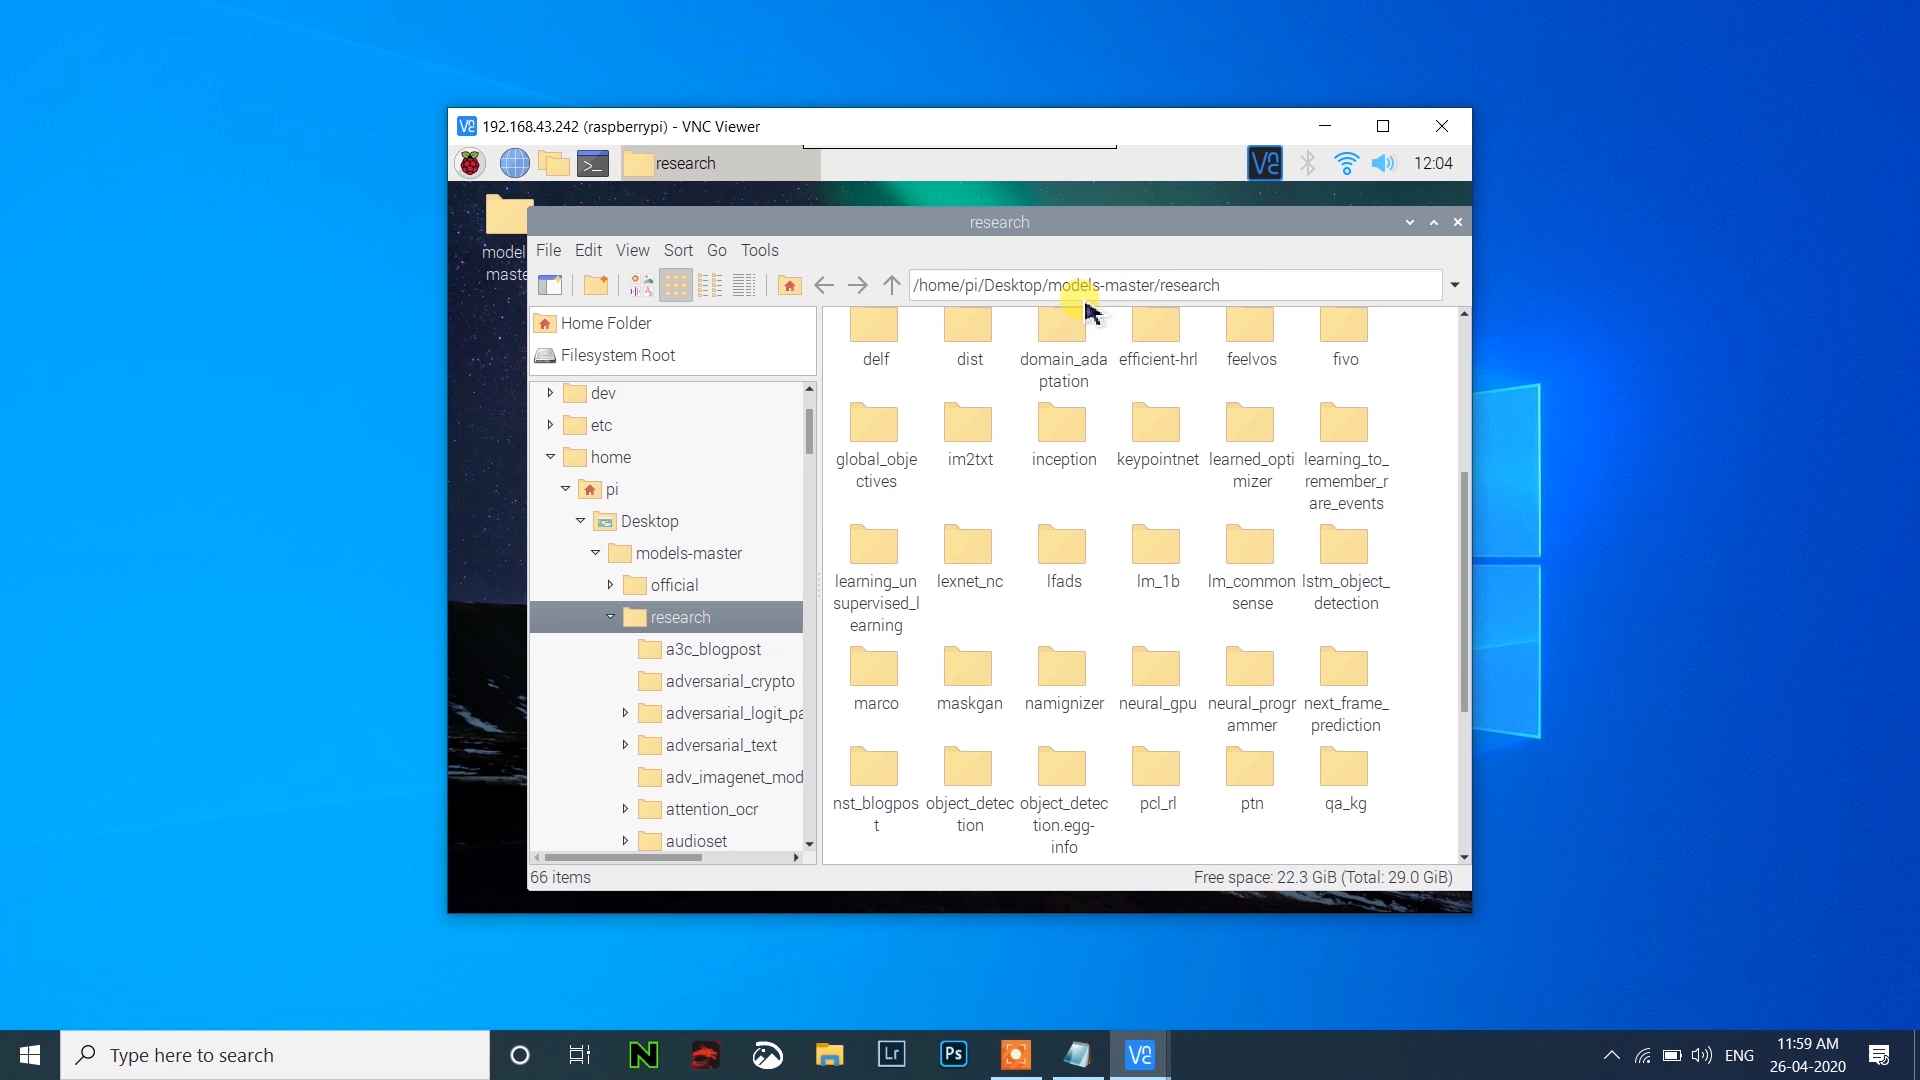 192.168.43.242 (raspberrypi) - VNC Viewer
research
12:04
model
maste
research
File Edit View Sort Go Tools
/home/pi/Desktop/models-master/research
Home Folder
Filesystem Root
dev
etc
home
pi
Desktop
models-master
official
research
a3c_blogpost
adversarial_crypto
adversarial_logit_pa
adversarial_text
adv_imagenet_mod
attention_ocr
audioset
delf dist domain_ada efficient-hrl feelvos fivo
ptation
global_obje im2txt inception keypointnet learned_opti learning_to_
ctives mizer remember_r
are_events
learning_un lexnet_nc lfads lm_1b lm_common lstm_object_
supervised_l sense detection
earning
marco maskgan namignizer neural_gpu neural_progr next_frame_
ammer prediction
nst_blogpos object_detec object_detec pcl_rl ptn qa_kg
t tion tion.egg-
info
66 items
Free space: 22.3 GiB (Total: 29.0 GiB)
Type here to search
Lr
Ps
ENG
11:59 AM
26-04-2020